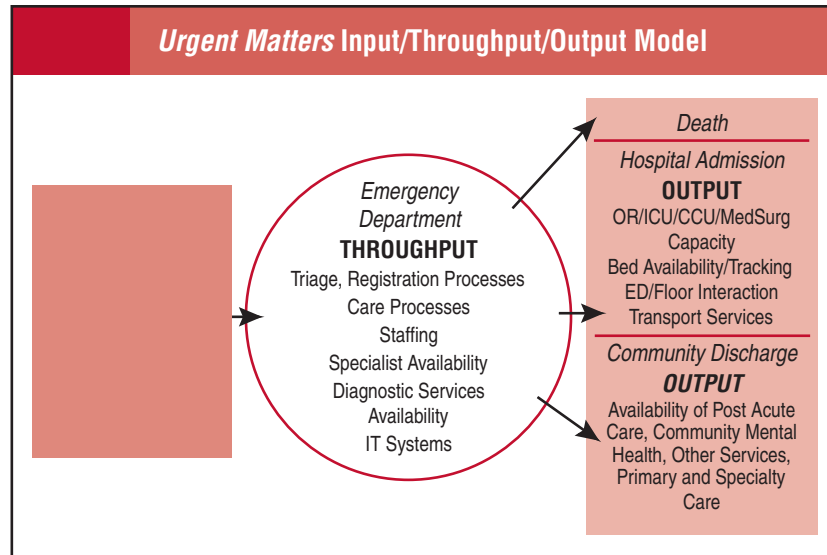 Urgent Matters Input/Throughput/Output Model
Emergency
Department
THROUGHPUT
Triage, Registration Processes
Care Processes
Staffing
Specialist Availability
Diagnostic Services
Availability
IT Systems
Death
Hospital Admission
OUTPUT
OR/ICU/CCU/MedSurg
Capacity
Bed Availability/Tracking
ED/Floor Interaction
Transport Services
Community Discharge
OUTPUT
Availability of Post Acute
Care, Community Mental
Health, Other Services,
Primary and Specialty
Care